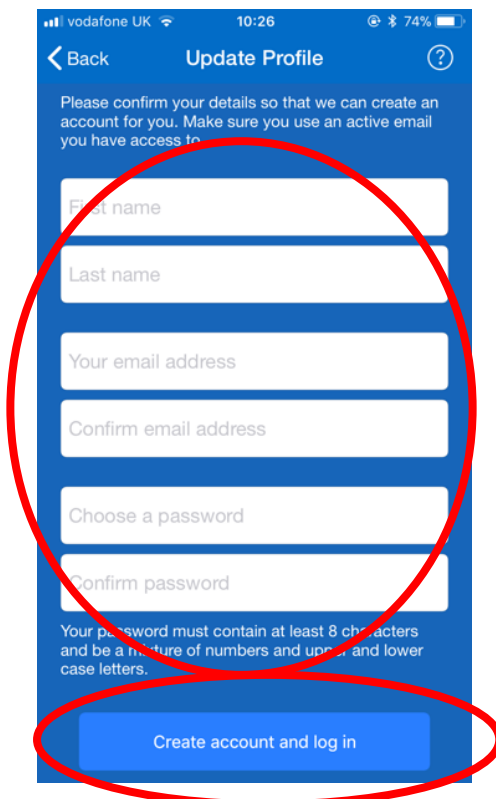 vodafone UK 10:26 74%
Back Update Profile ?
Please confirm your details so that we can create an
account for you. Make sure you use an active email
you have access to.
First name
Last name
Your email address
Confirm email address
Choose a password
Confirm password
Your password must contain at least 8 characters
and be a mixture of numbers and upper and lower
case letters.
Create account and log in